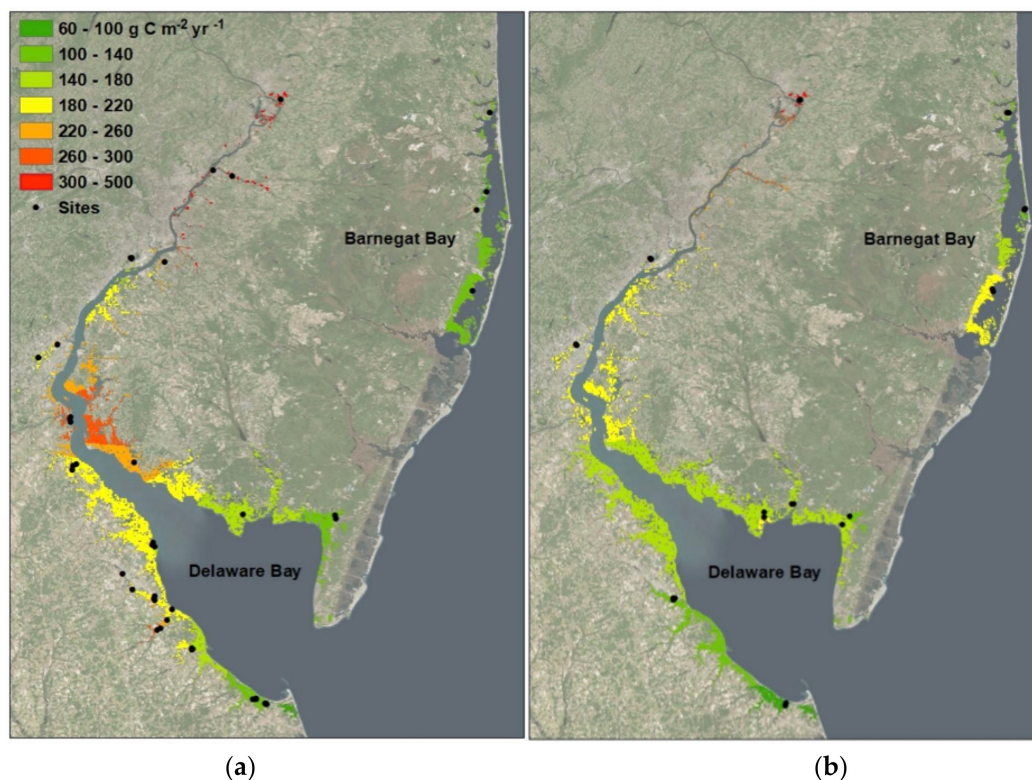 60 - 100 g C m-2 yr -1
100 - 140
140 - 180
180 - 220
220 - 260
260 - 300
300 - 500
Sites
Barnegat Bay
Delaware Bay
Barnegat Bay
Delaware Bay
(a)
(b)